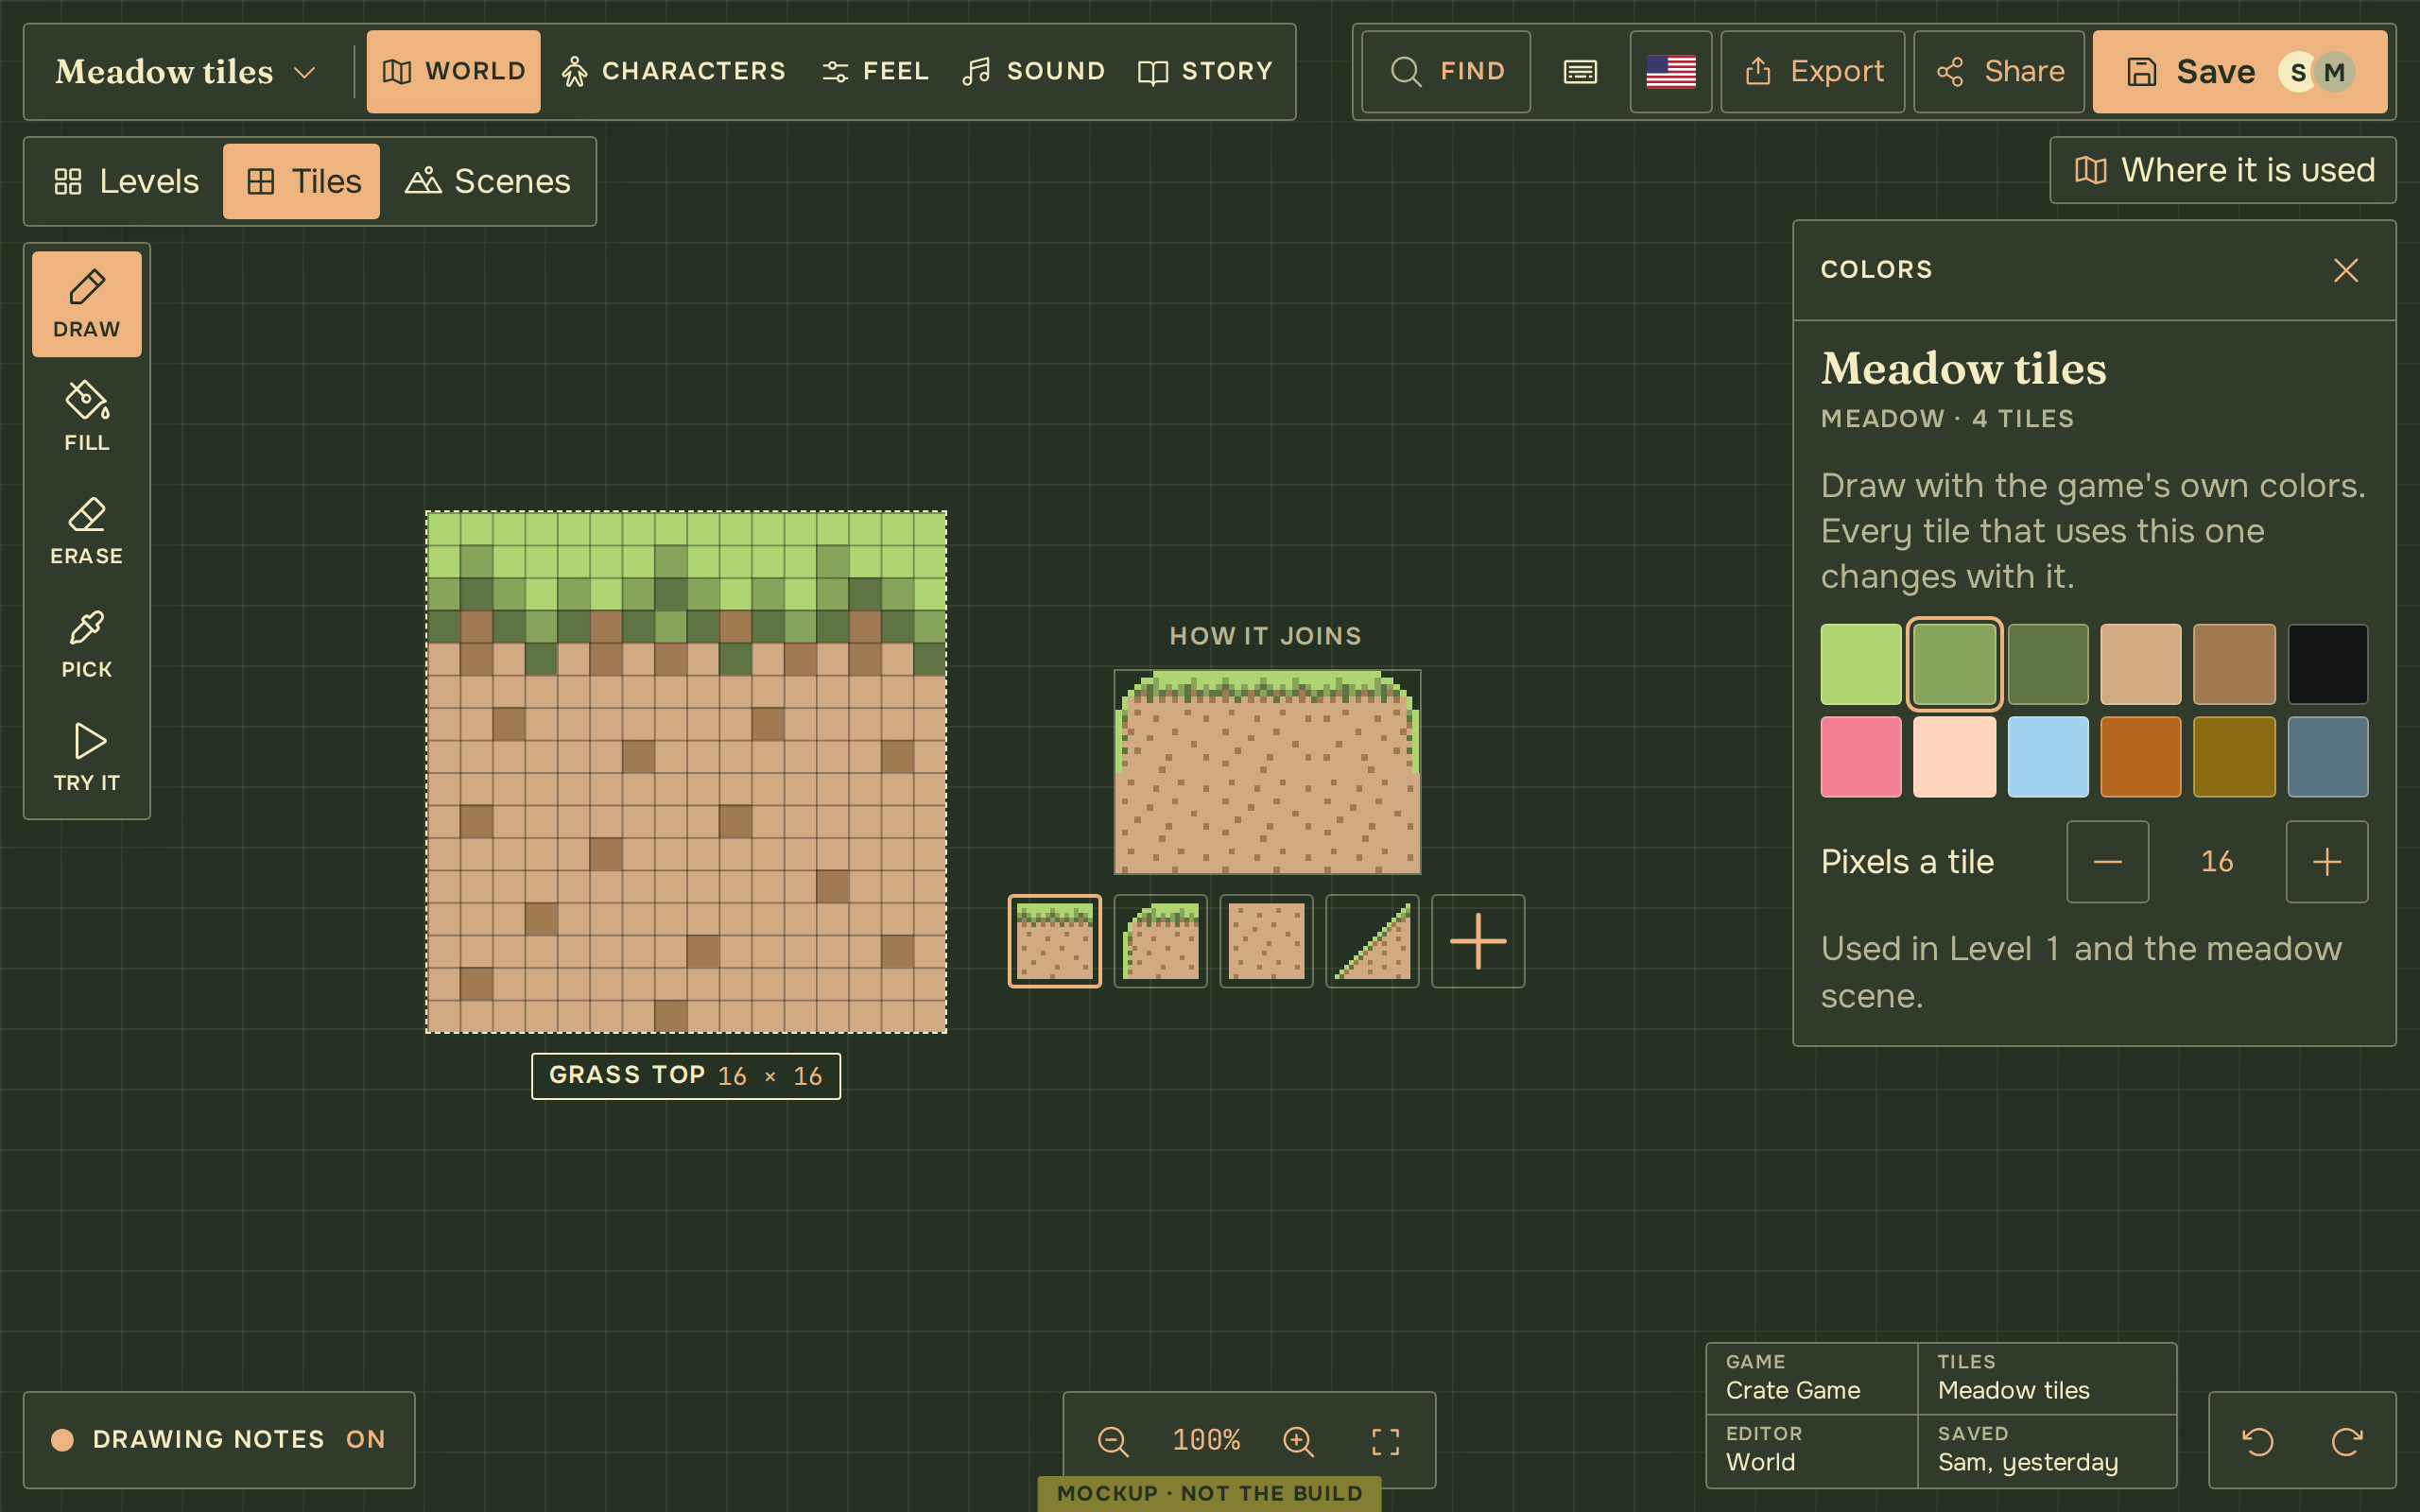 Meadow tiles
WORLD
CHARACTERS
FEEL
SOUND
STORY
FIND
Export
Share
Save
S
M
Levels
Tiles
Scenes
Where it is used
DRAW
FILL
ERASE
PICK
TRY IT
COLORS
Meadow tiles
MEADOW · 4 TILES
Draw with the game's own colors.
Every tile that uses this one
changes with it.
Pixels a tile
16
Used in Level 1 and the meadow
scene.
HOW IT JOINS
GRASS TOP 16 × 16
DRAWING NOTES ON
100%
MOCKUP · NOT THE BUILD
GAME
Crate Game
TILES
Meadow tiles
EDITOR
World
SAVED
Sam, yesterday